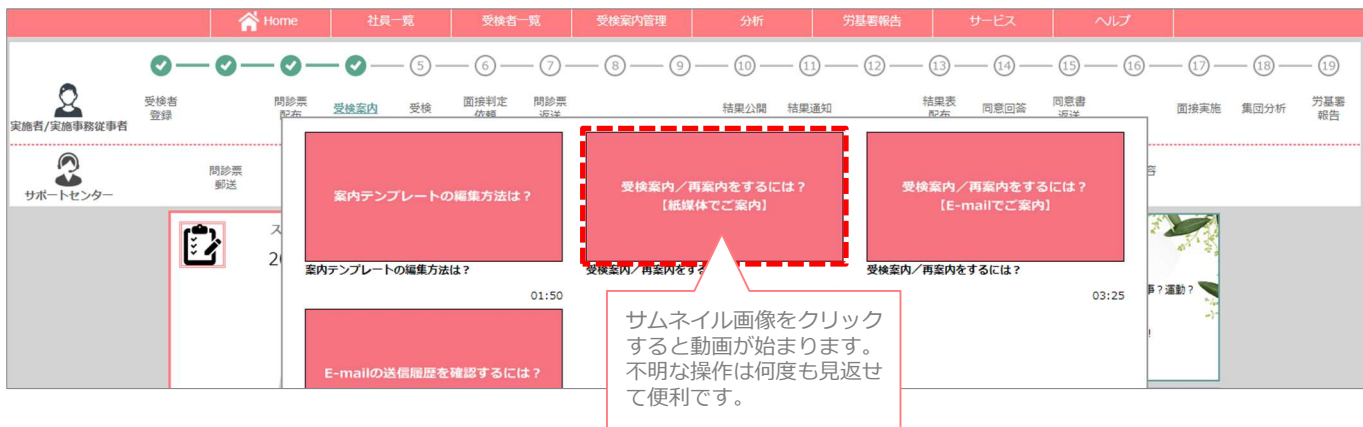 Home 社員一覧 受検者一覧 受検案内管理 分析 労基署報告 サービス ヘルプ
⑤ ⑥ ⑦ ⑧ ⑨ ⑩ ⑪ ⑫ ⑬ ⑭ ⑮ ⑯ ⑰ ⑱ ⑲
実施者/実施事務従事者
受検者
登録
問診票
配布
受検案内
受検
面接判定
依頼
問診票
返送
結果公開
結果通知
結果表
配布
同意回答
同意書
返送
面接実施
集団分析
労基署
報告
サポートセンター
問診票
郵送
容
ス
2
案内テンプレートの編集方法は?
案内テンプレートの編集方法は?
01:50
受検案内/再案内をするには?
【紙媒体でご案内】
受検案内/再案内をする
受検案内/再案内をするには?
【E-mailでご案内】
受検案内/再案内をするには?
03:25
E-mailの送信履歴を確認するには?
事?運動?
!
サムネイル画像をクリック
すると動画が始まります。
不明な操作は何度も見返せ
て便利です。